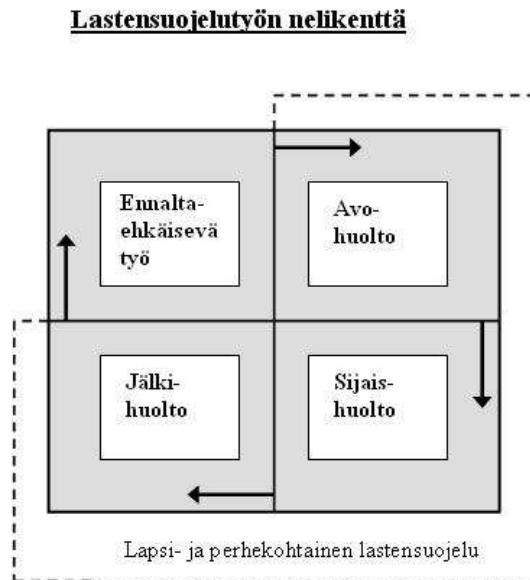 Lastensuojelutyön nelikenttä
Ennalta-
ehkäisevä
työ
Avo-
huolto
Jälki-
huolto
Sijais-
huolto
Lapsi- ja perhekohtainen lastensuojelu